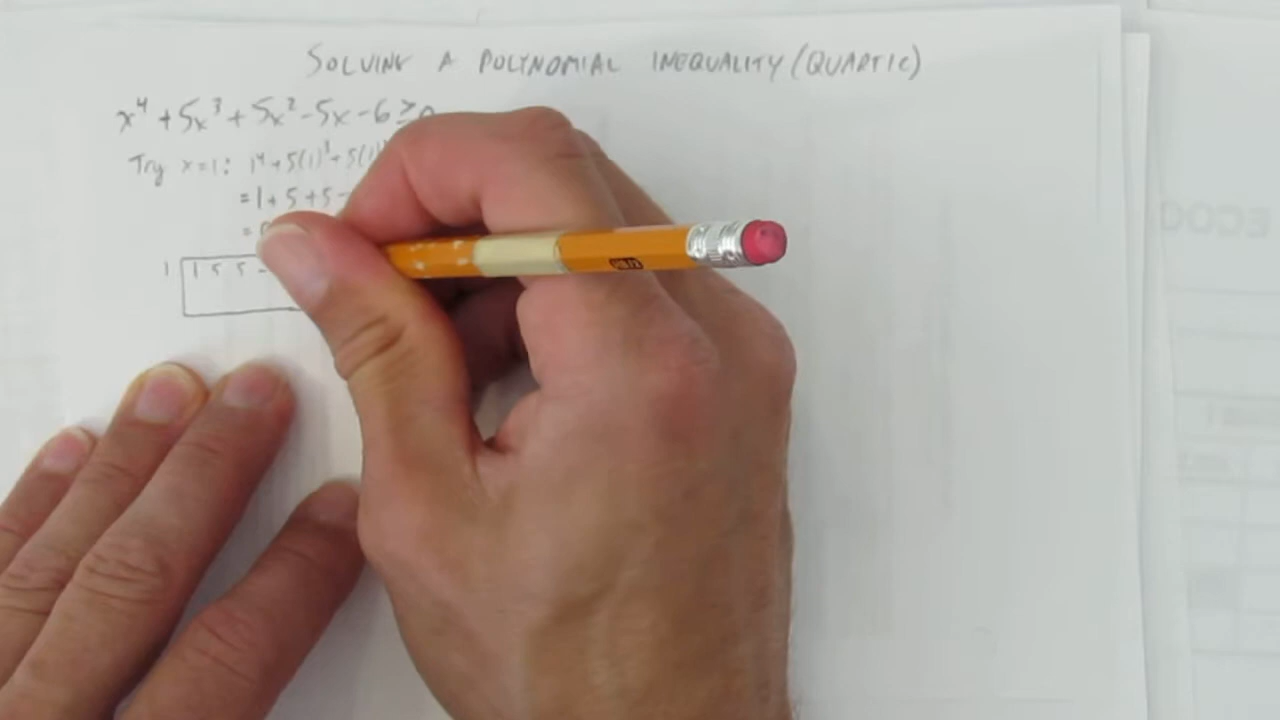 SOLVING A POLYNOMIAL INEQUALITY (QUARTIC)
x⁴ + 5x³ + 5x² - 5x - 6 ≥ 0
Try x=1: 1⁴ + 5(1)³ + 5(1)
= 1 + 5 + 5 -
= 0
1 1 5 5 -